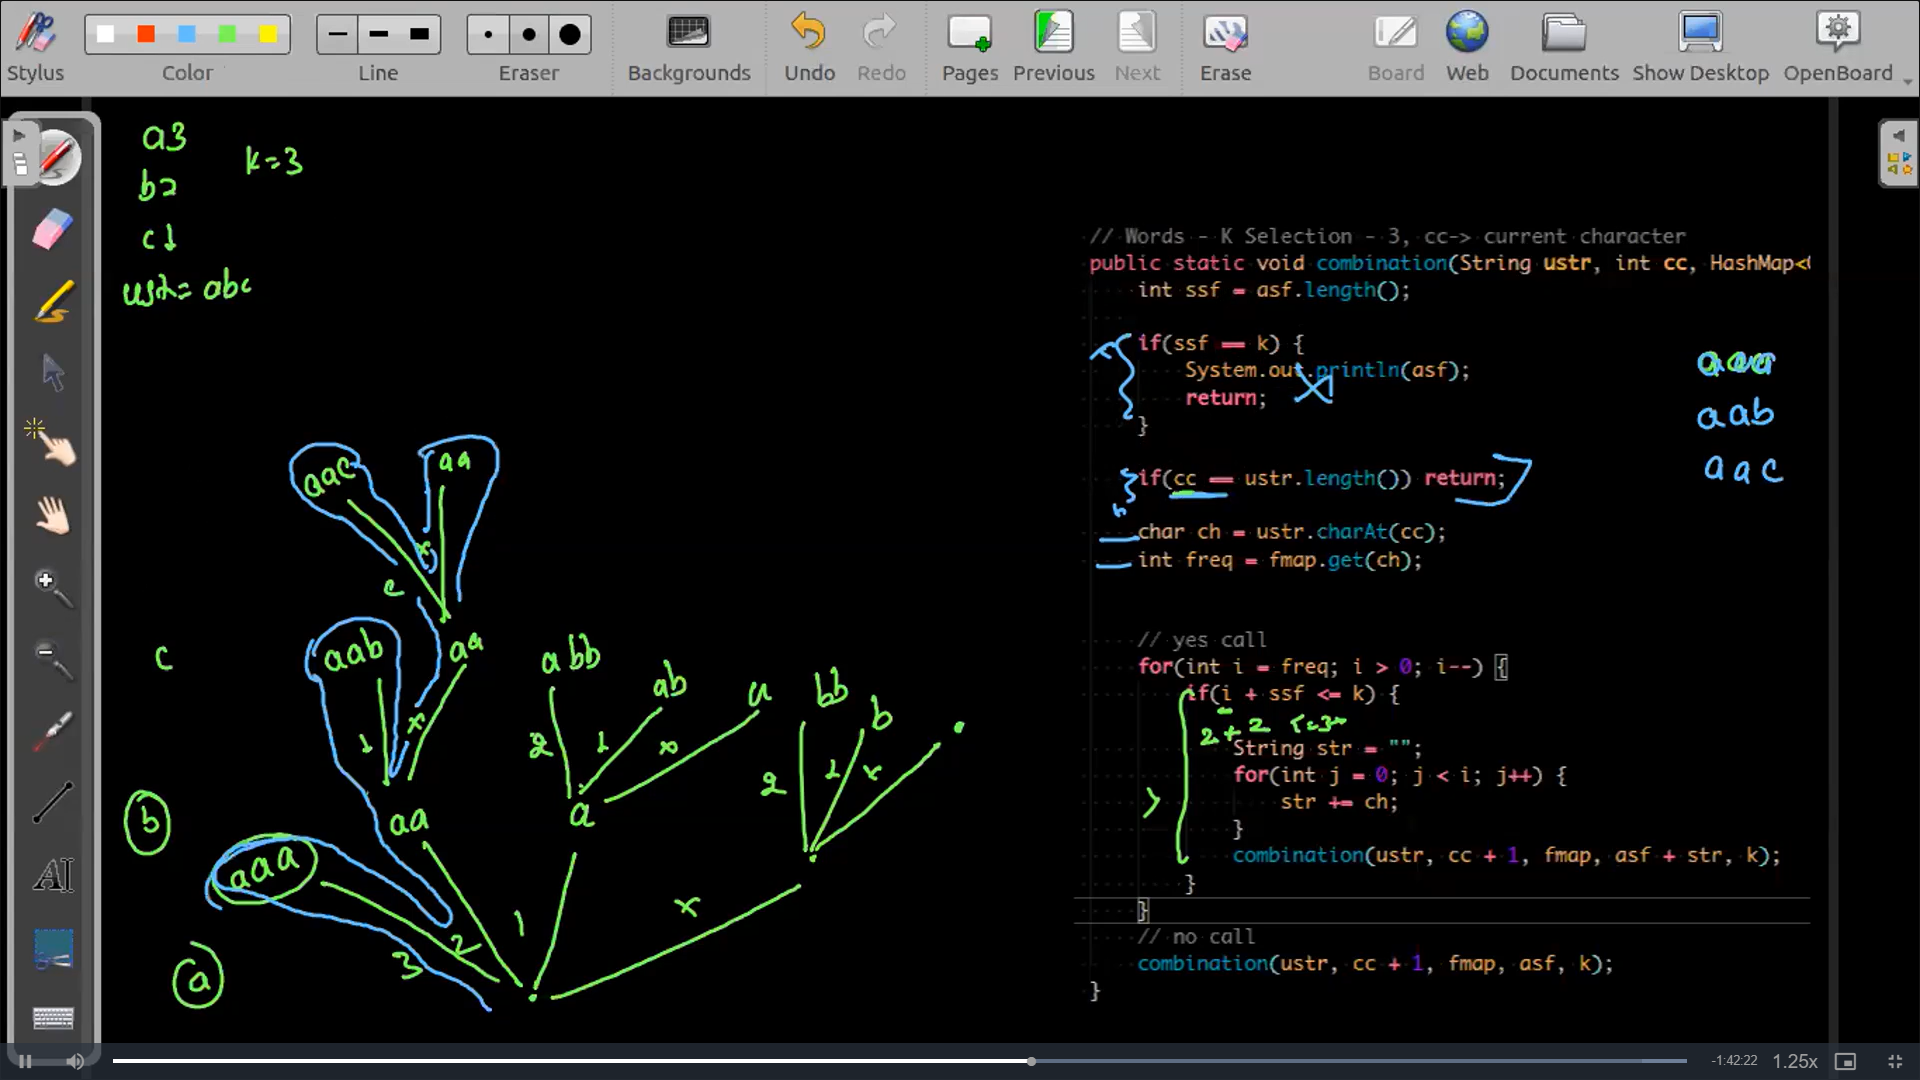 Stylus
Color
Line
Eraser
Backgrounds
Undo
Redo
Pages
Previous
Next
Erase
Board
Web
Documents
Show Desktop
OpenBoard
a3
b2
c1
k=3
ustr= abc
aac
aa
x
c
aab
aa
1
x
c
abb
ab
a
bb
b
.
2
1
x
2
1
x
b
aa
a
aaa
a
3
2
1
x
// Words - K Selection - 3, cc-> current character
public static void combination(String ustr, int cc, HashMap<
int ssf = asf.length();
if(ssf == k) {
System.out.println(asf);
return;
}
if(cc == ustr.length()) return;
char ch = ustr.charAt(cc);
int freq = fmap.get(ch);
// yes call
for(int i = freq; i > 0; i--) {
if(i + ssf <= k) {
2 + 2 <=3
String str = "";
for(int j = 0; j < i; j++) {
str += ch;
}
combination(ustr, cc + 1, fmap, asf + str, k);
}
}
// no call
combination(ustr, cc + 1, fmap, asf, k);
}
aaa
aab
aac
AI
-1:42:22
1.25x